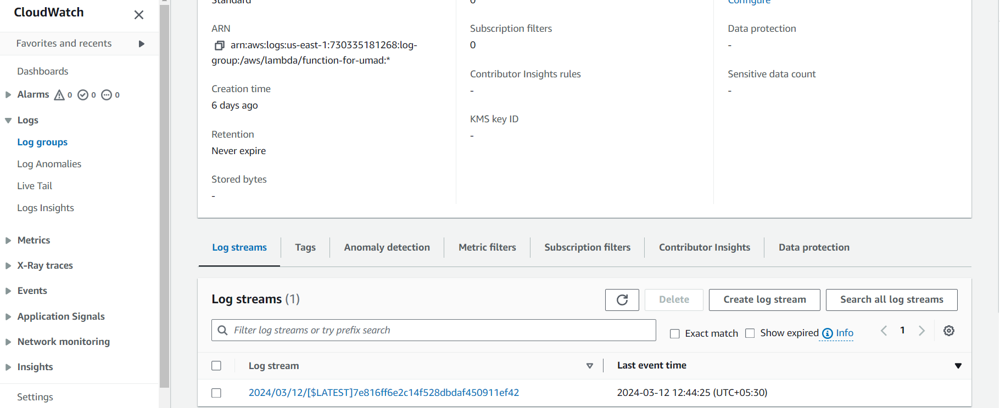 CloudWatch
Favorites and recents
Dashboards
Alarms 0 0 0
Logs
Log groups
Log Anomalies
Live Tail
Logs Insights
Metrics
X-Ray traces
Events
Application Signals
Network monitoring
Insights
Settings
Standard
ARN
arn:aws:logs:us-east-1:730335181268:log-
group:/aws/lambda/function-for-umad:*
Creation time
6 days ago
Retention
Never expire
Stored bytes
-
0
Subscription filters
0
Contributor Insights rules
-
KMS key ID
-
Configure
Data protection
-
Sensitive data count
-
Log streams Tags Anomaly detection Metric filters Subscription filters Contributor Insights Data protection
Log streams (1)
Delete Create log stream Search all log streams
Filter log streams or try prefix search
Exact match Show expired Info 1
Log stream Last event time
2024/03/12/[$LATEST]7e816ff6e2c14f528dbdaf450911ef42 2024-03-12 12:44:25 (UTC+05:30)